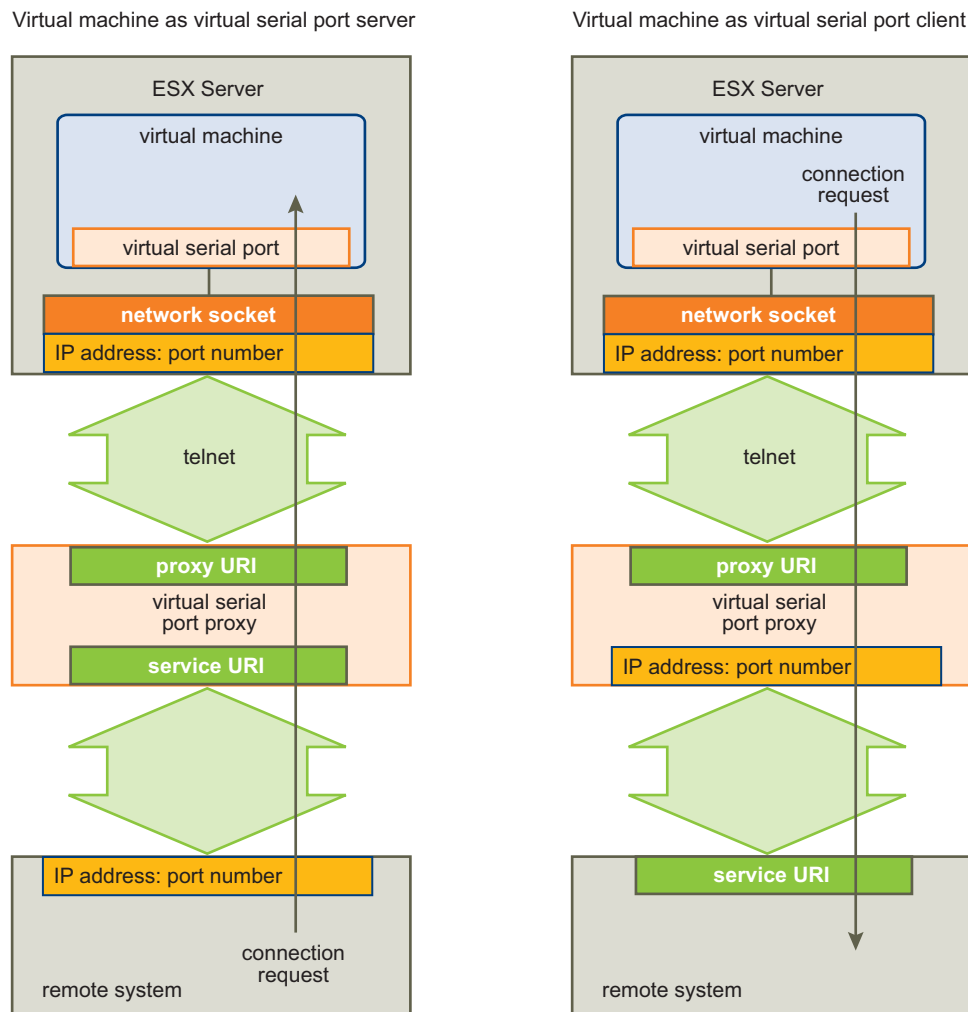 Virtual machine as virtual serial port server
ESX Server
virtual machine
virtual serial port
network socket
IP address: port number
telnet
proxy URI
virtual serial
port proxy
service URI
IP address: port number
connection
request
remote system
Virtual machine as virtual serial port client
ESX Server
virtual machine
connection
request
virtual serial port
network socket
IP address: port number
telnet
proxy URI
virtual serial
port proxy
IP address: port number
service URI
remote system